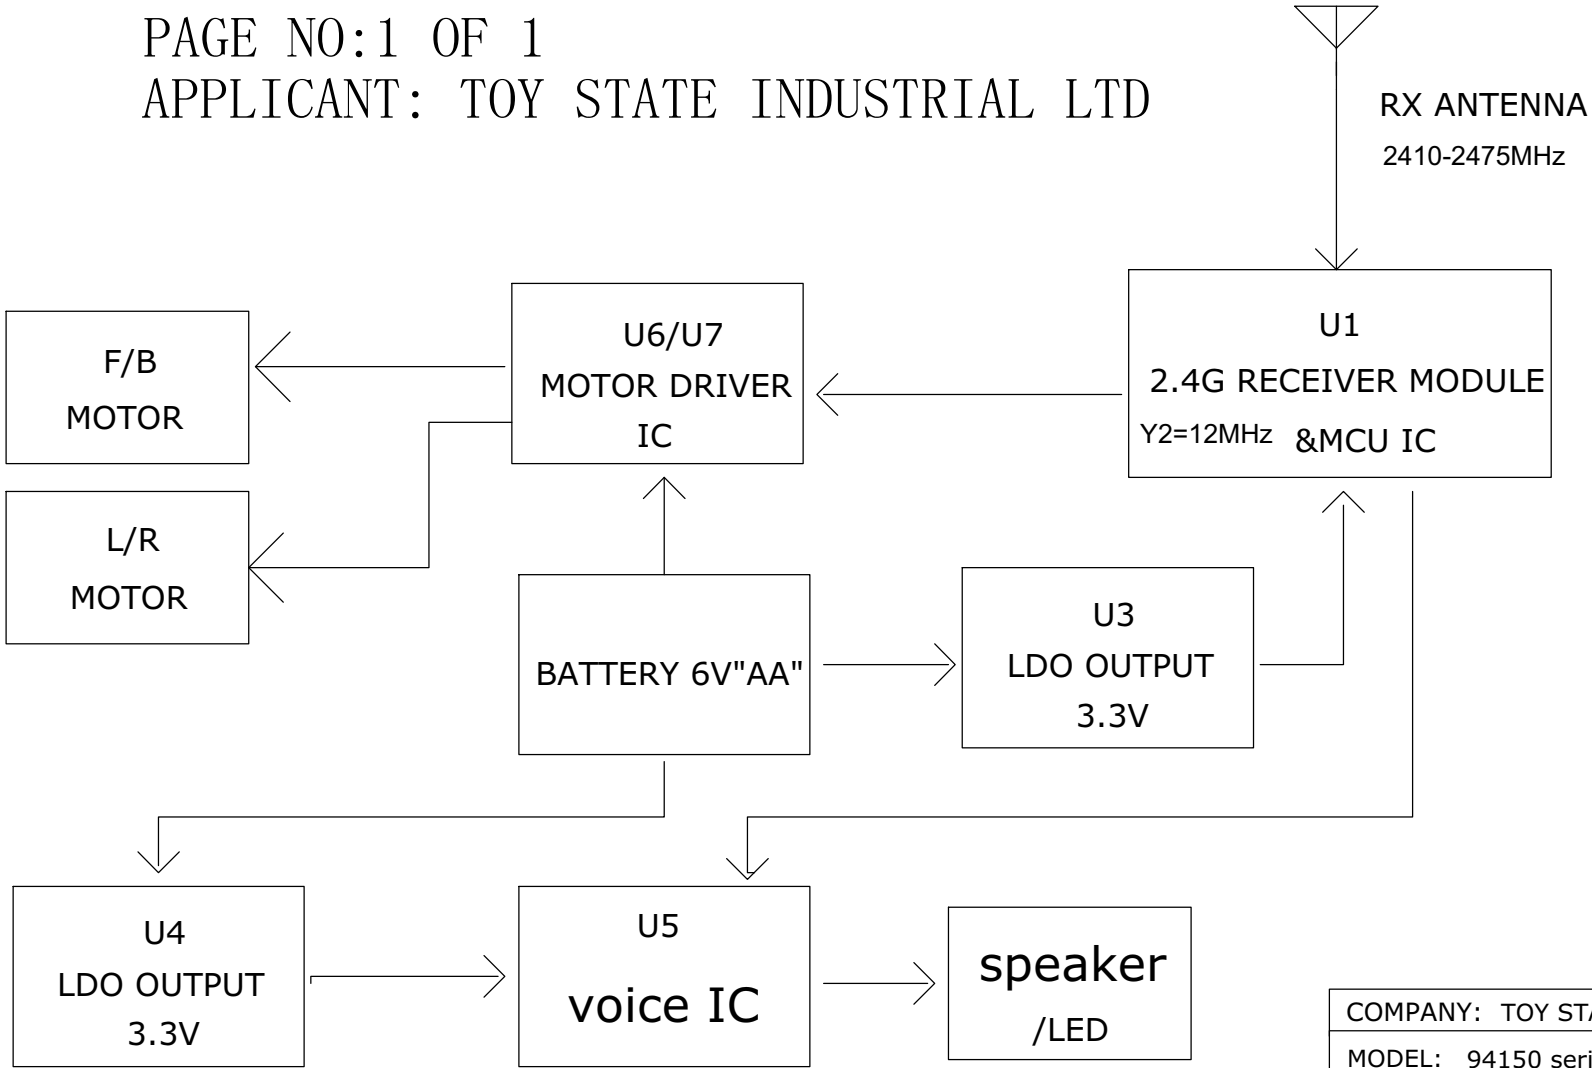 PAGE NO:1 OF 1
APPLICANT: TOY STATE INDUSTRIAL LTD
RX ANTENNA
2410-2475MHz
F/B
MOTOR
U6/U7
MOTOR DRIVER
IC
U1
2.4G RECEIVER MODULE
Y2=12MHz &MCU IC
L/R
MOTOR
BATTERY 6V"AA"
U3
LDO OUTPUT
3.3V
U4
LDO OUTPUT
3.3V
U5
voice IC
speaker
/LED
COMPANY: TOY
MODEL: 94150